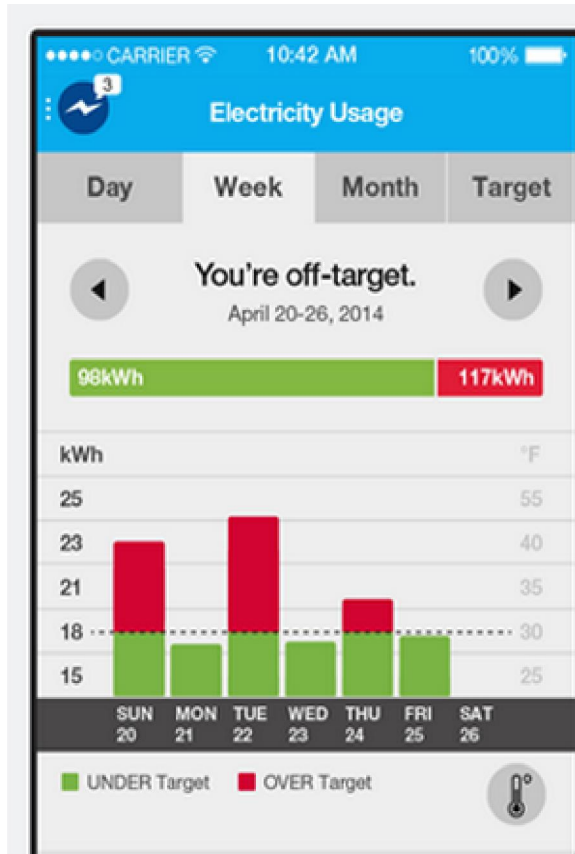 CARRIER 10:42 AM 100%
3
Electricity Usage
Day Week Month Target
You're off-target.
April 20-26, 2014
98kWh 117kWh
kWh °F
25 55
23 40
21 35
18 30
15 25
SUN MON TUE WED THU FRI SAT
20 21 22 23 24 25 26
UNDER Target OVER Target